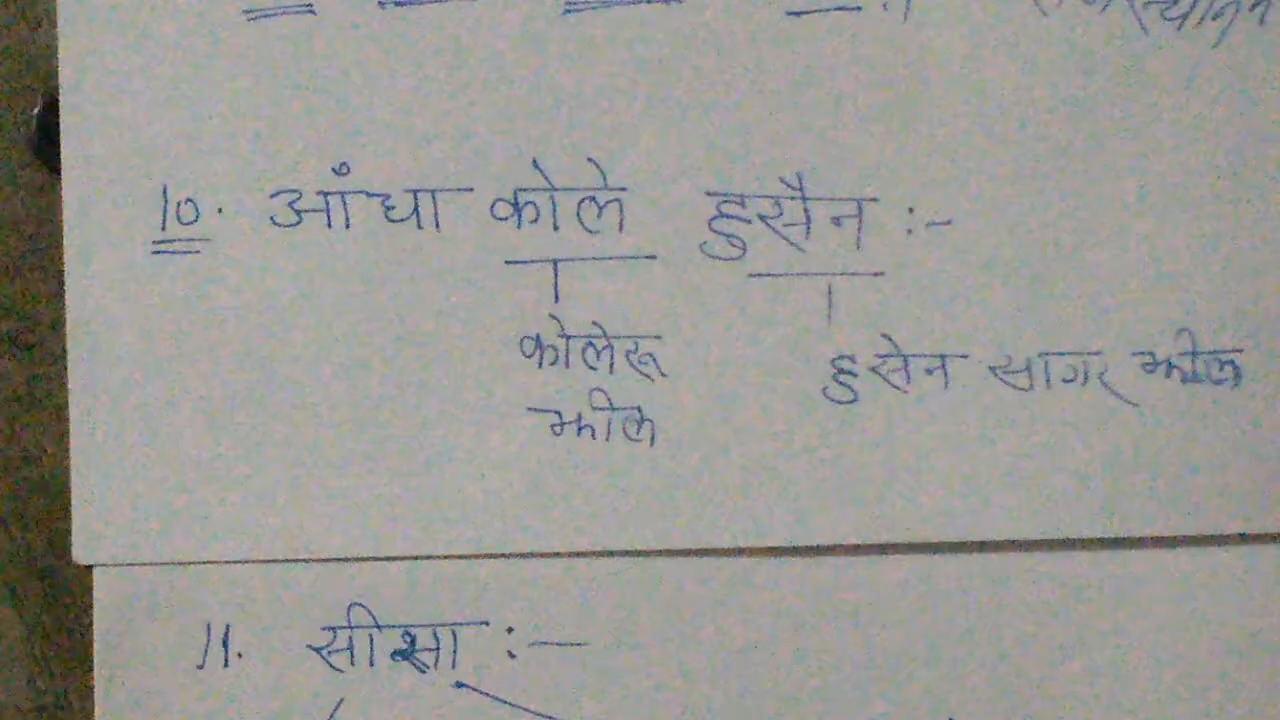 10. आंधा कोले हुसैन :-
कोलेरू हुसेन सागर झील
झील
11. सीसा :-